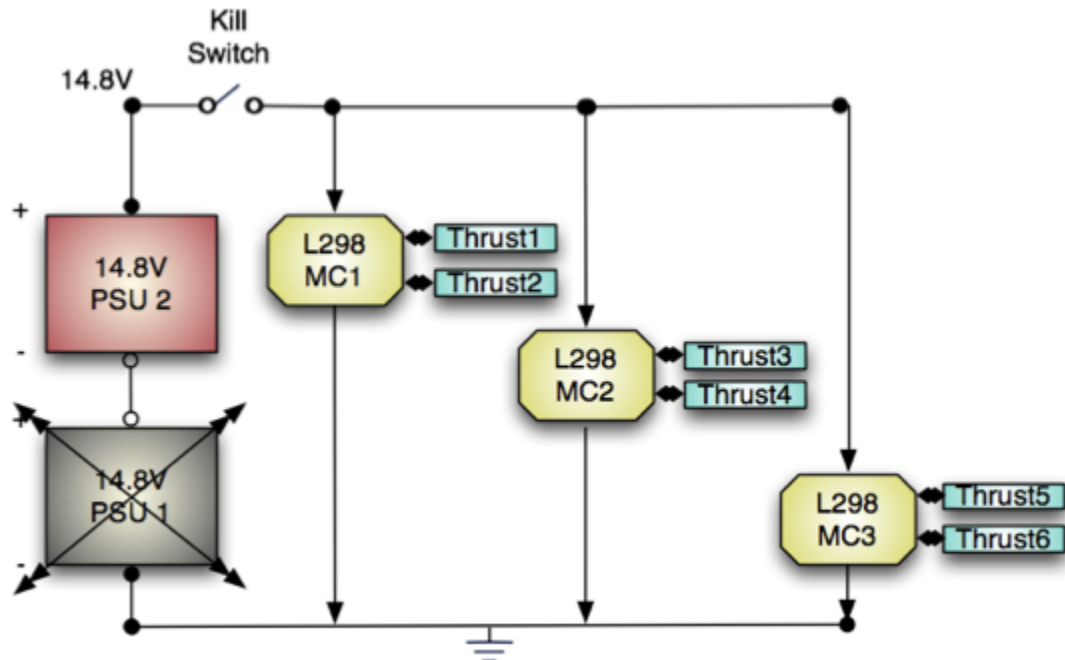 Kill
Switch
14.8V
+
14.8V
PSU 2
-
+
14.8V
PSU 1
-
L298
MC1
Thrust1
Thrust2
L298
MC2
Thrust3
Thrust4
L298
MC3
Thrust5
Thrust6